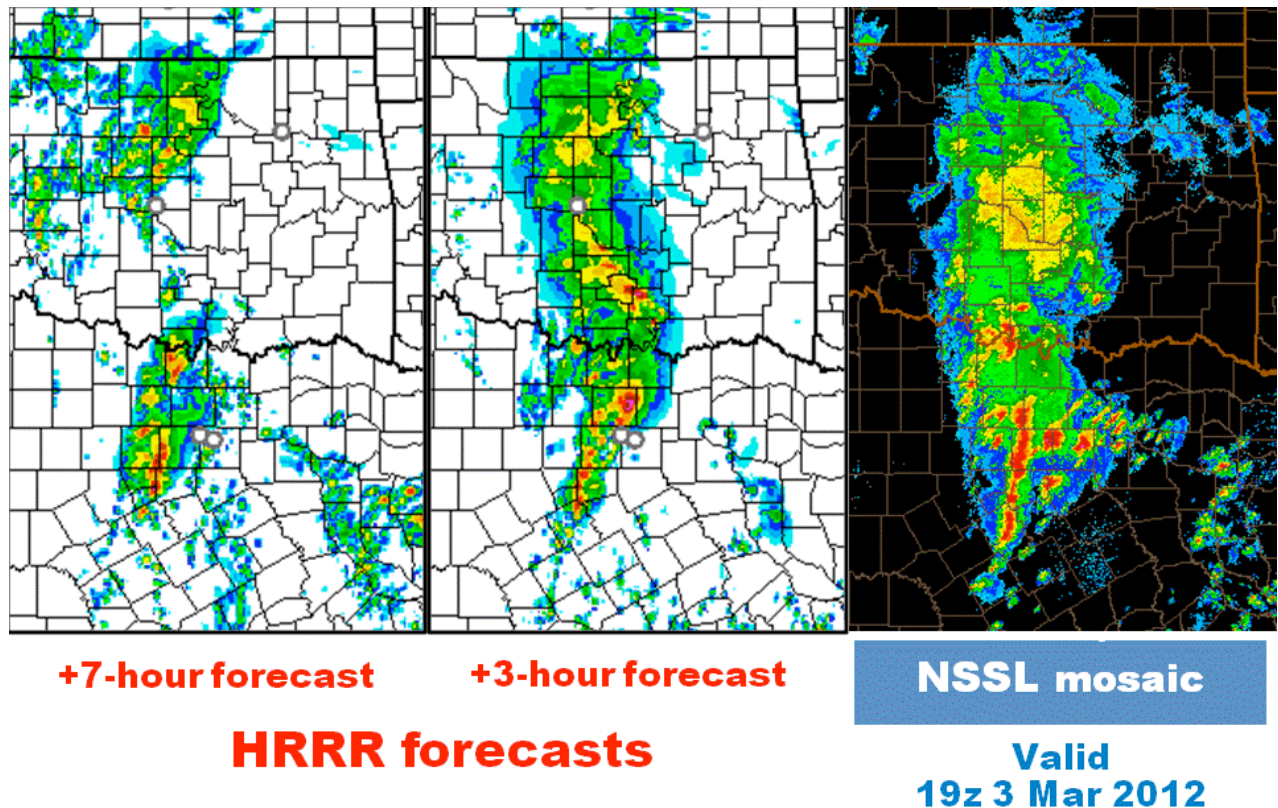 +7-hour forecast
+3-hour forecast
NSSL mosaic
HRRR forecasts
Valid
19z 3 Mar 2012